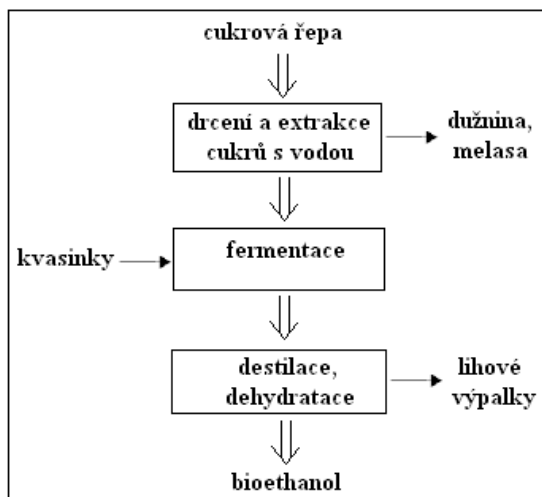 cukrová řepa
drcení a extrakce
cukrů s vodou
dužnina,
melasa
kvasinky
fermentace
destilace,
dehydratace
lihové
výpalky
bioethanol